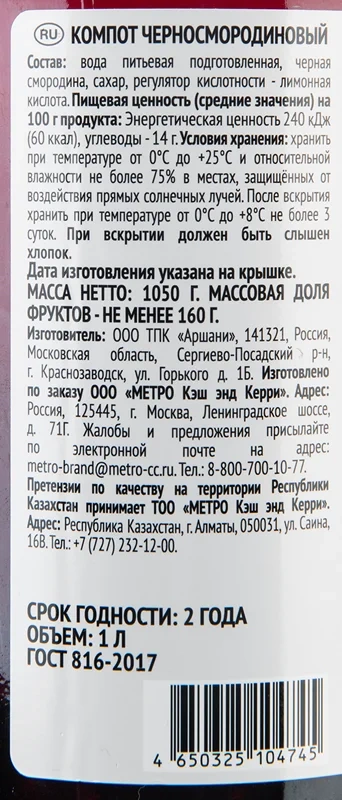 RU КОМПОТ ЧЕРНОСМОРОДИНОВЫЙ
Состав: вода питьевая подготовленная, черная
смородина, сахар, регулятор кислотности - лимонная
кислота. Пищевая ценность (средние значения) на
100 г продукта: Энергетическая ценность 240 кДж
(60 ккал), углеводы - 14 г. Условия хранения: хранить
при температуре от 0°С до +25°С и относительной
влажности не более 75% в местах, защищённых от
воздействия прямых солнечных лучей. После вскрытия
хранить при температуре от 0°С до +8°С не более 3
суток. При вскрытии должен быть слышен
хлопок.
Дата изготовления указана на крышке.
МАССА НЕТТО: 1050 Г. МАССОВАЯ ДОЛЯ
ФРУКТОВ - НЕ МЕНЕЕ 160 Г.
Изготовитель: ООО ТПК «Аршани», 141321, Россия,
Московская область, Сергиево-Посадский р-н,
г. Краснозаводск, ул. Горького д. 1Б. Изготовлено
по заказу ООО «МЕТРО Кэш энд Керри». Адрес:
Россия, 125445, г. Москва, Ленинградское шоссе,
д. 71Г. Жалобы и предложения присылайте
по электронной почте на адрес:
metro-brand@metro-cc.ru. Тел.: 8-800-700-10-77.
Претензии по качеству на территории Республики
Казахстан принимает ТОО «МЕТРО Кэш энд Керри».
Адрес: Республика Казахстан, г. Алматы, 050031, ул. Саина,
16В. Тел.: +7 (727) 232-12-00.
СРОК ГОДНОСТИ: 2 ГОДА
ОБЪЕМ: 1 Л
ГОСТ 816-2017
4 650325 104745